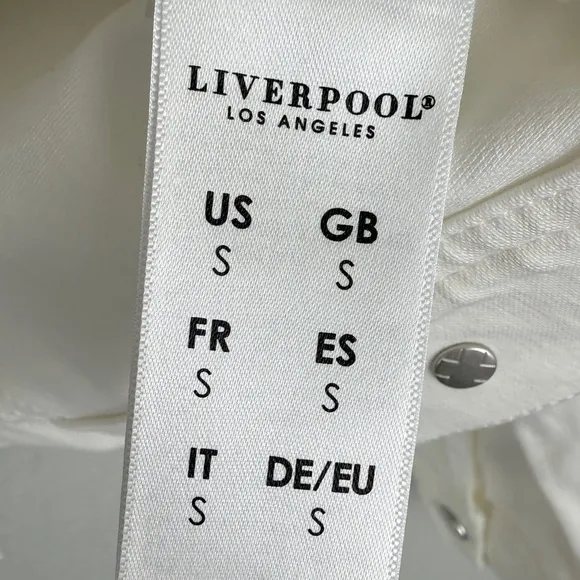 LIVERPOOL®
LOS ANGELES
US GB
S S
FR ES
S S
IT DE/EU
S S